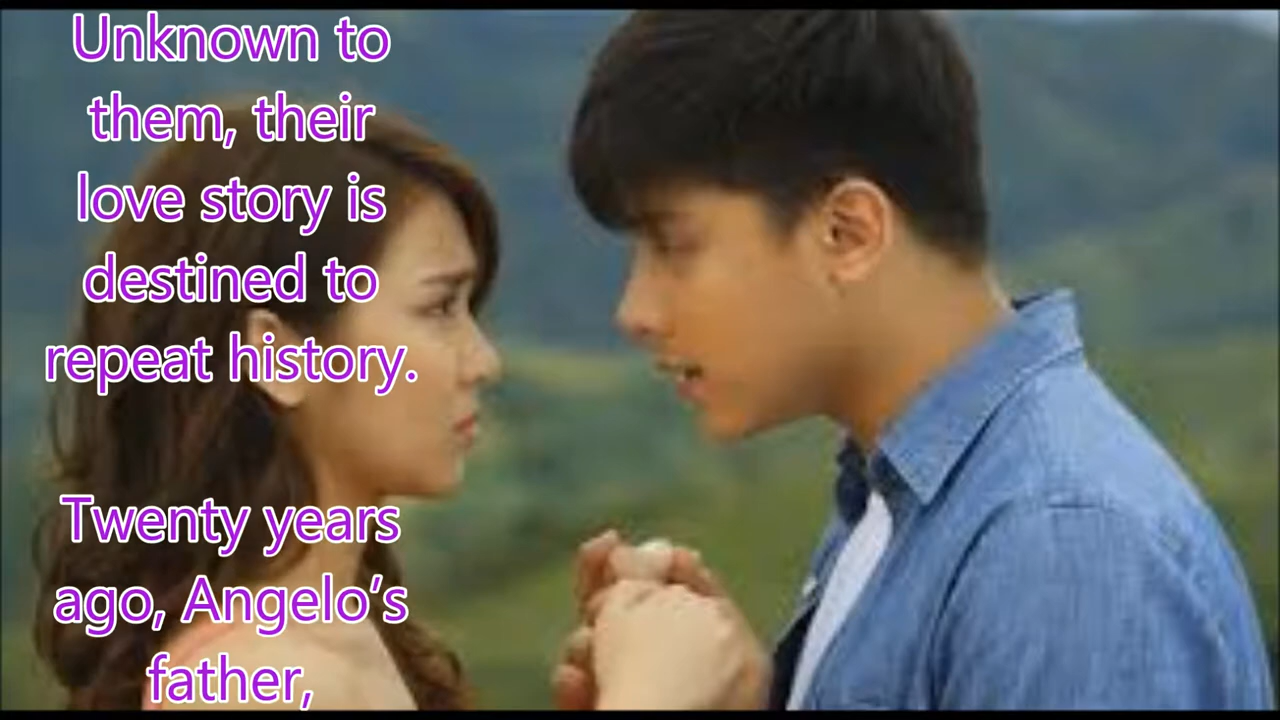 Unknown to
them, their
love story is
destined to
repeat history.
Twenty years
ago, Angelo’s
father,